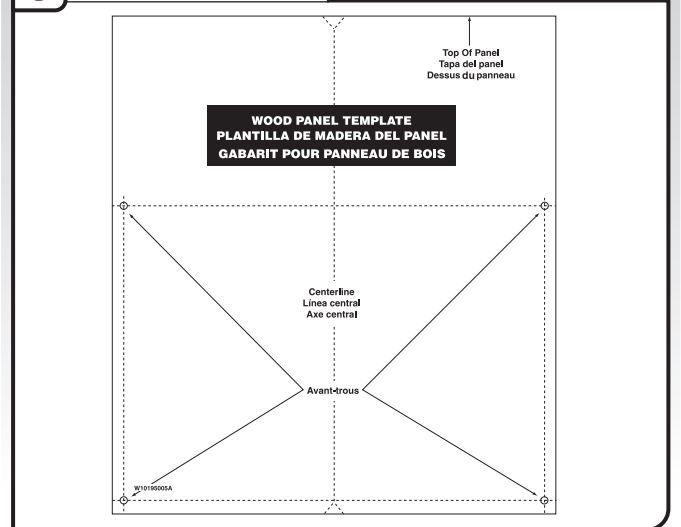 Top Of Panel
Tapa del panel
Dessus du panneau
WOOD PANEL TEMPLATE
PLANTILLA DE MADERA DEL PANEL
GABARIT POUR PANNEAU DE BOIS
Centerline
Línea central
Axe central
Avant-trous
W10195005A